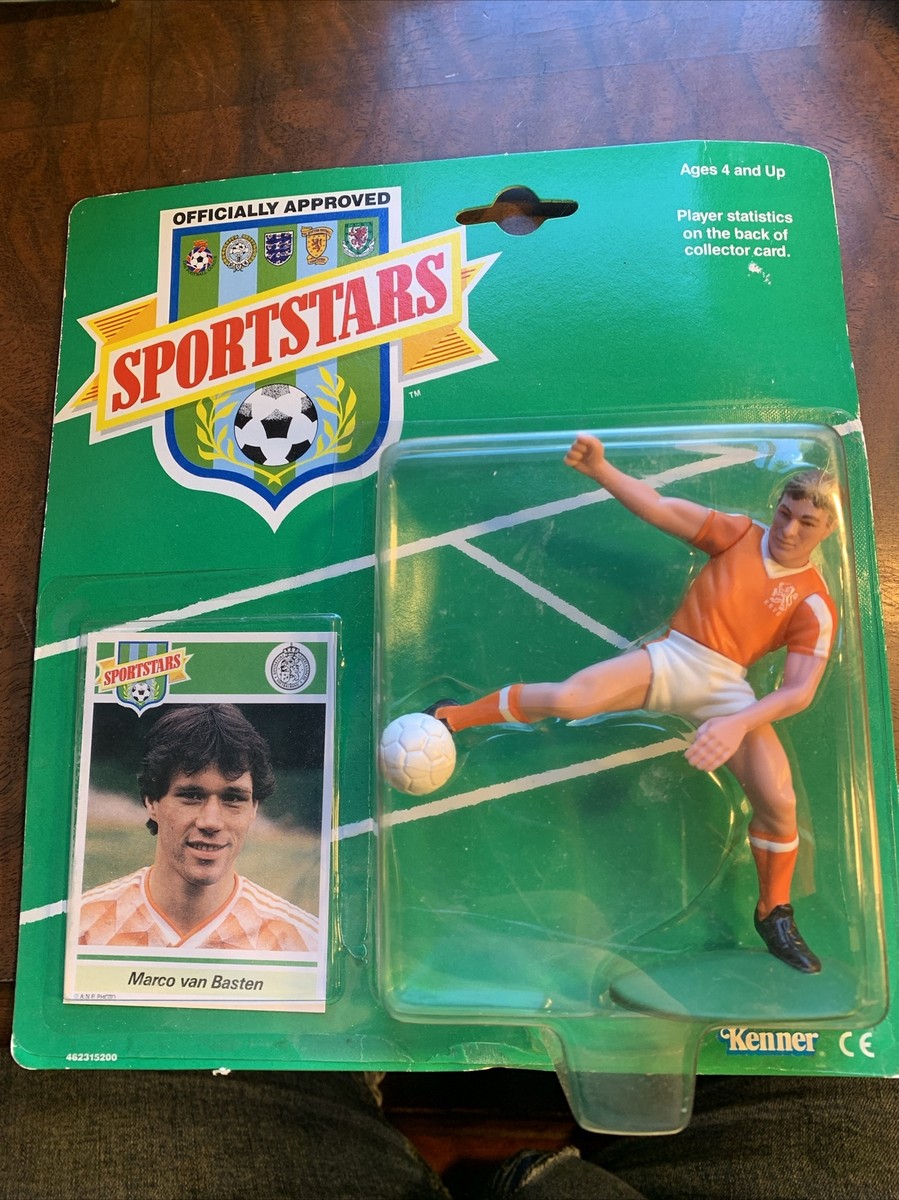 Ages 4 and Up
OFFICIALLY APPROVED
Player statistics
on the back of
collector card.
SPORTSTARS
TM
SPORTSTARS
Marco van Basten
462315200
Kenner
CE